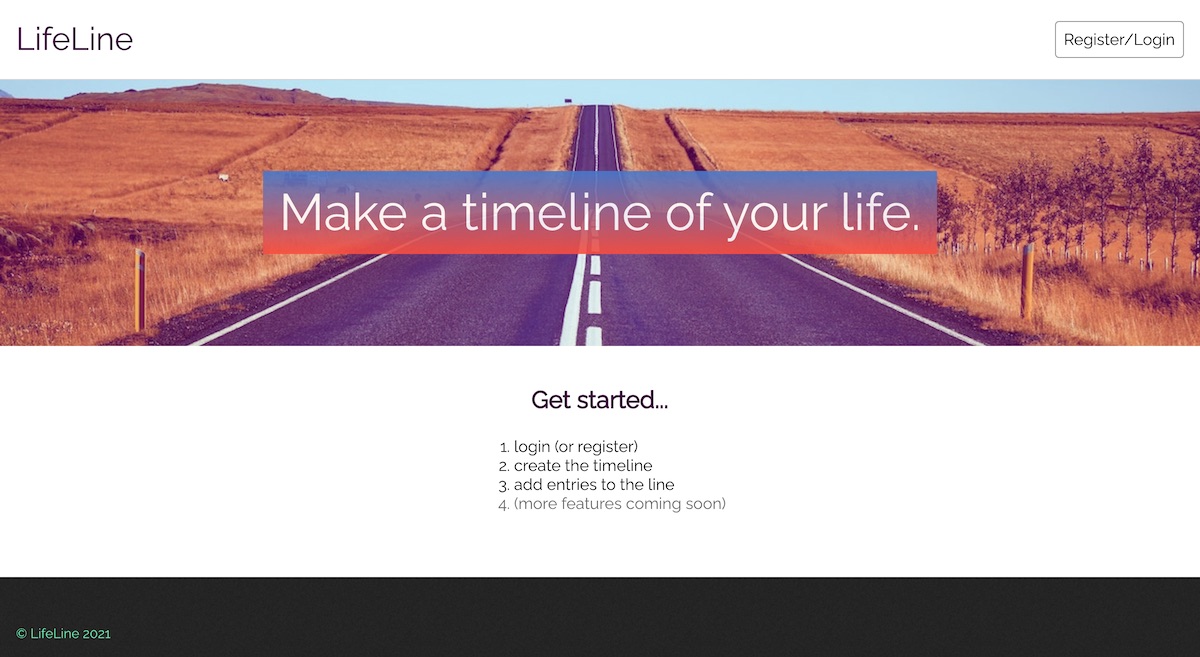 LifeLine
Register/Login
Make a timeline of your life.
Get started...
1. login (or register)
2. create the timeline
3. add entries to the line
4. (more features coming soon)
© LifeLine 2021